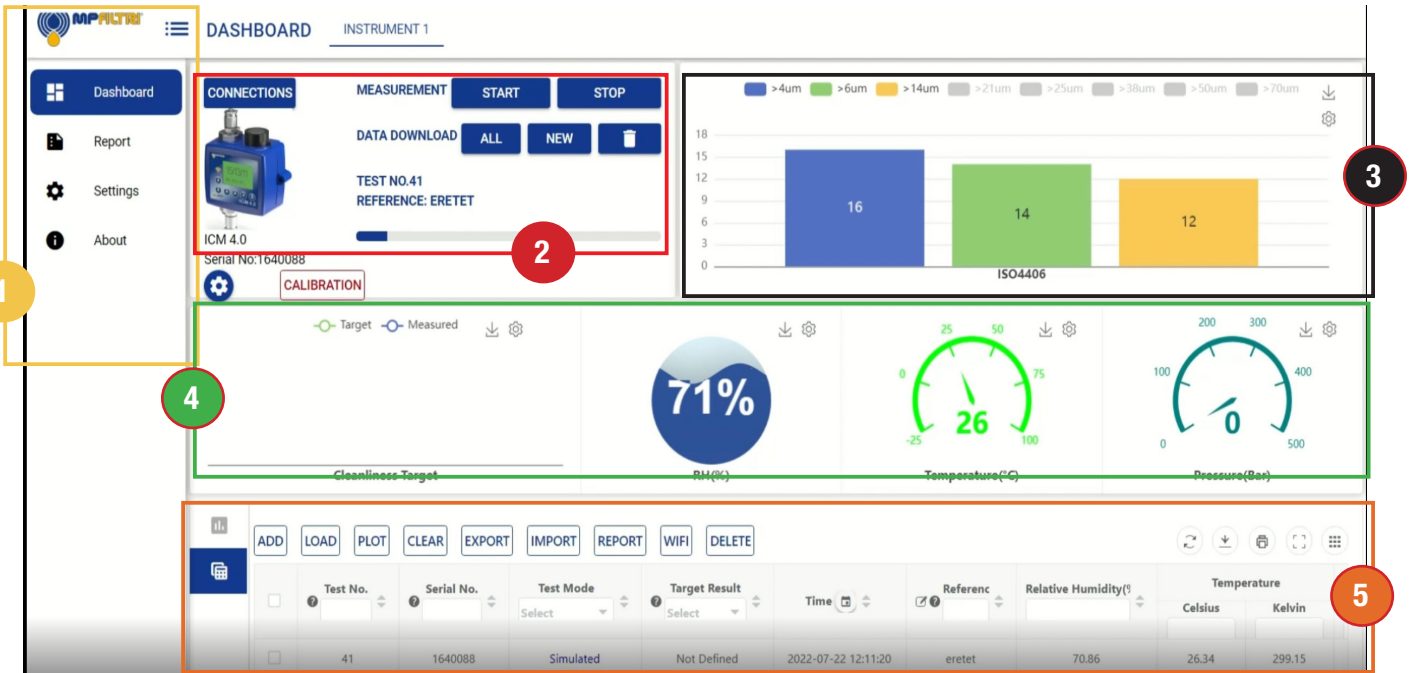 MPFILTRI
DASHBOARD INSTRUMENT 1
Dashboard
Report
Settings
About
1
CONNECTIONS MEASUREMENT START STOP
DATA DOWNLOAD ALL NEW
TEST NO.41
REFERENCE: ERETET
ICM 4.0
Serial No:1640088
CALIBRATION
2
>4um >6um >14um >21um >25um >38um >50um >70um
18
15
12
9
6
3
0
16 14 12
ISO4406
3
Target Measured
Cleanliness Target
71%
RH(%)
-25 0 25 50 75 100
26
Temperature(°C)
0 100 200 300 400 500
0
Pressure(Bar)
4
ADD LOAD PLOT CLEAR EXPORT IMPORT REPORT WIFI DELETE
Test No. Serial No. Test Mode Target Result Time Referenc Relative Humidity(% Temperature
Select Select Celsius Kelvin
41 1640088 Simulated Not Defined 2022-07-22 12:11:20 eretet 70.86 26.34 299.15
5